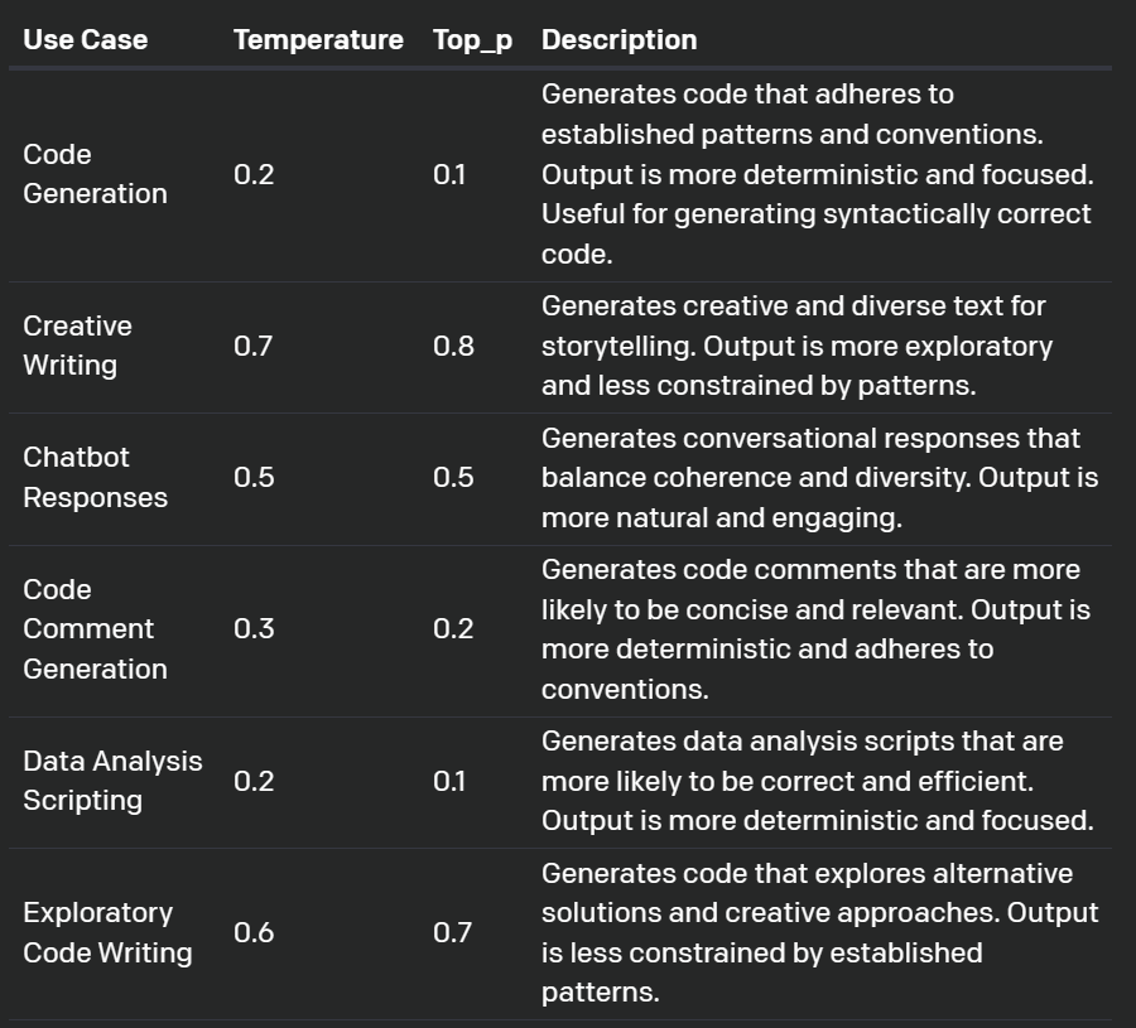 Use Case Temperature Top_p Description
Code
Generation
0.2
0.1
Generates code that adheres to
established patterns and conventions.
Output is more deterministic and focused.
Useful for generating syntactically correct
code.
Creative
Writing
0.7
0.8
Generates creative and diverse text for
storytelling. Output is more exploratory
and less constrained by patterns.
Chatbot
Responses
0.5
0.5
Generates conversational responses that
balance coherence and diversity. Output is
more natural and engaging.
Code
Comment
Generation
0.3
0.2
Generates code comments that are more
likely to be concise and relevant. Output is
more deterministic and adheres to
conventions.
Data Analysis
Scripting
0.2
0.1
Generates data analysis scripts that are
more likely to be correct and efficient.
Output is more deterministic and focused.
Exploratory
Code Writing
0.6
0.7
Generates code that explores alternative
solutions and creative approaches. Output
is less constrained by established
patterns.